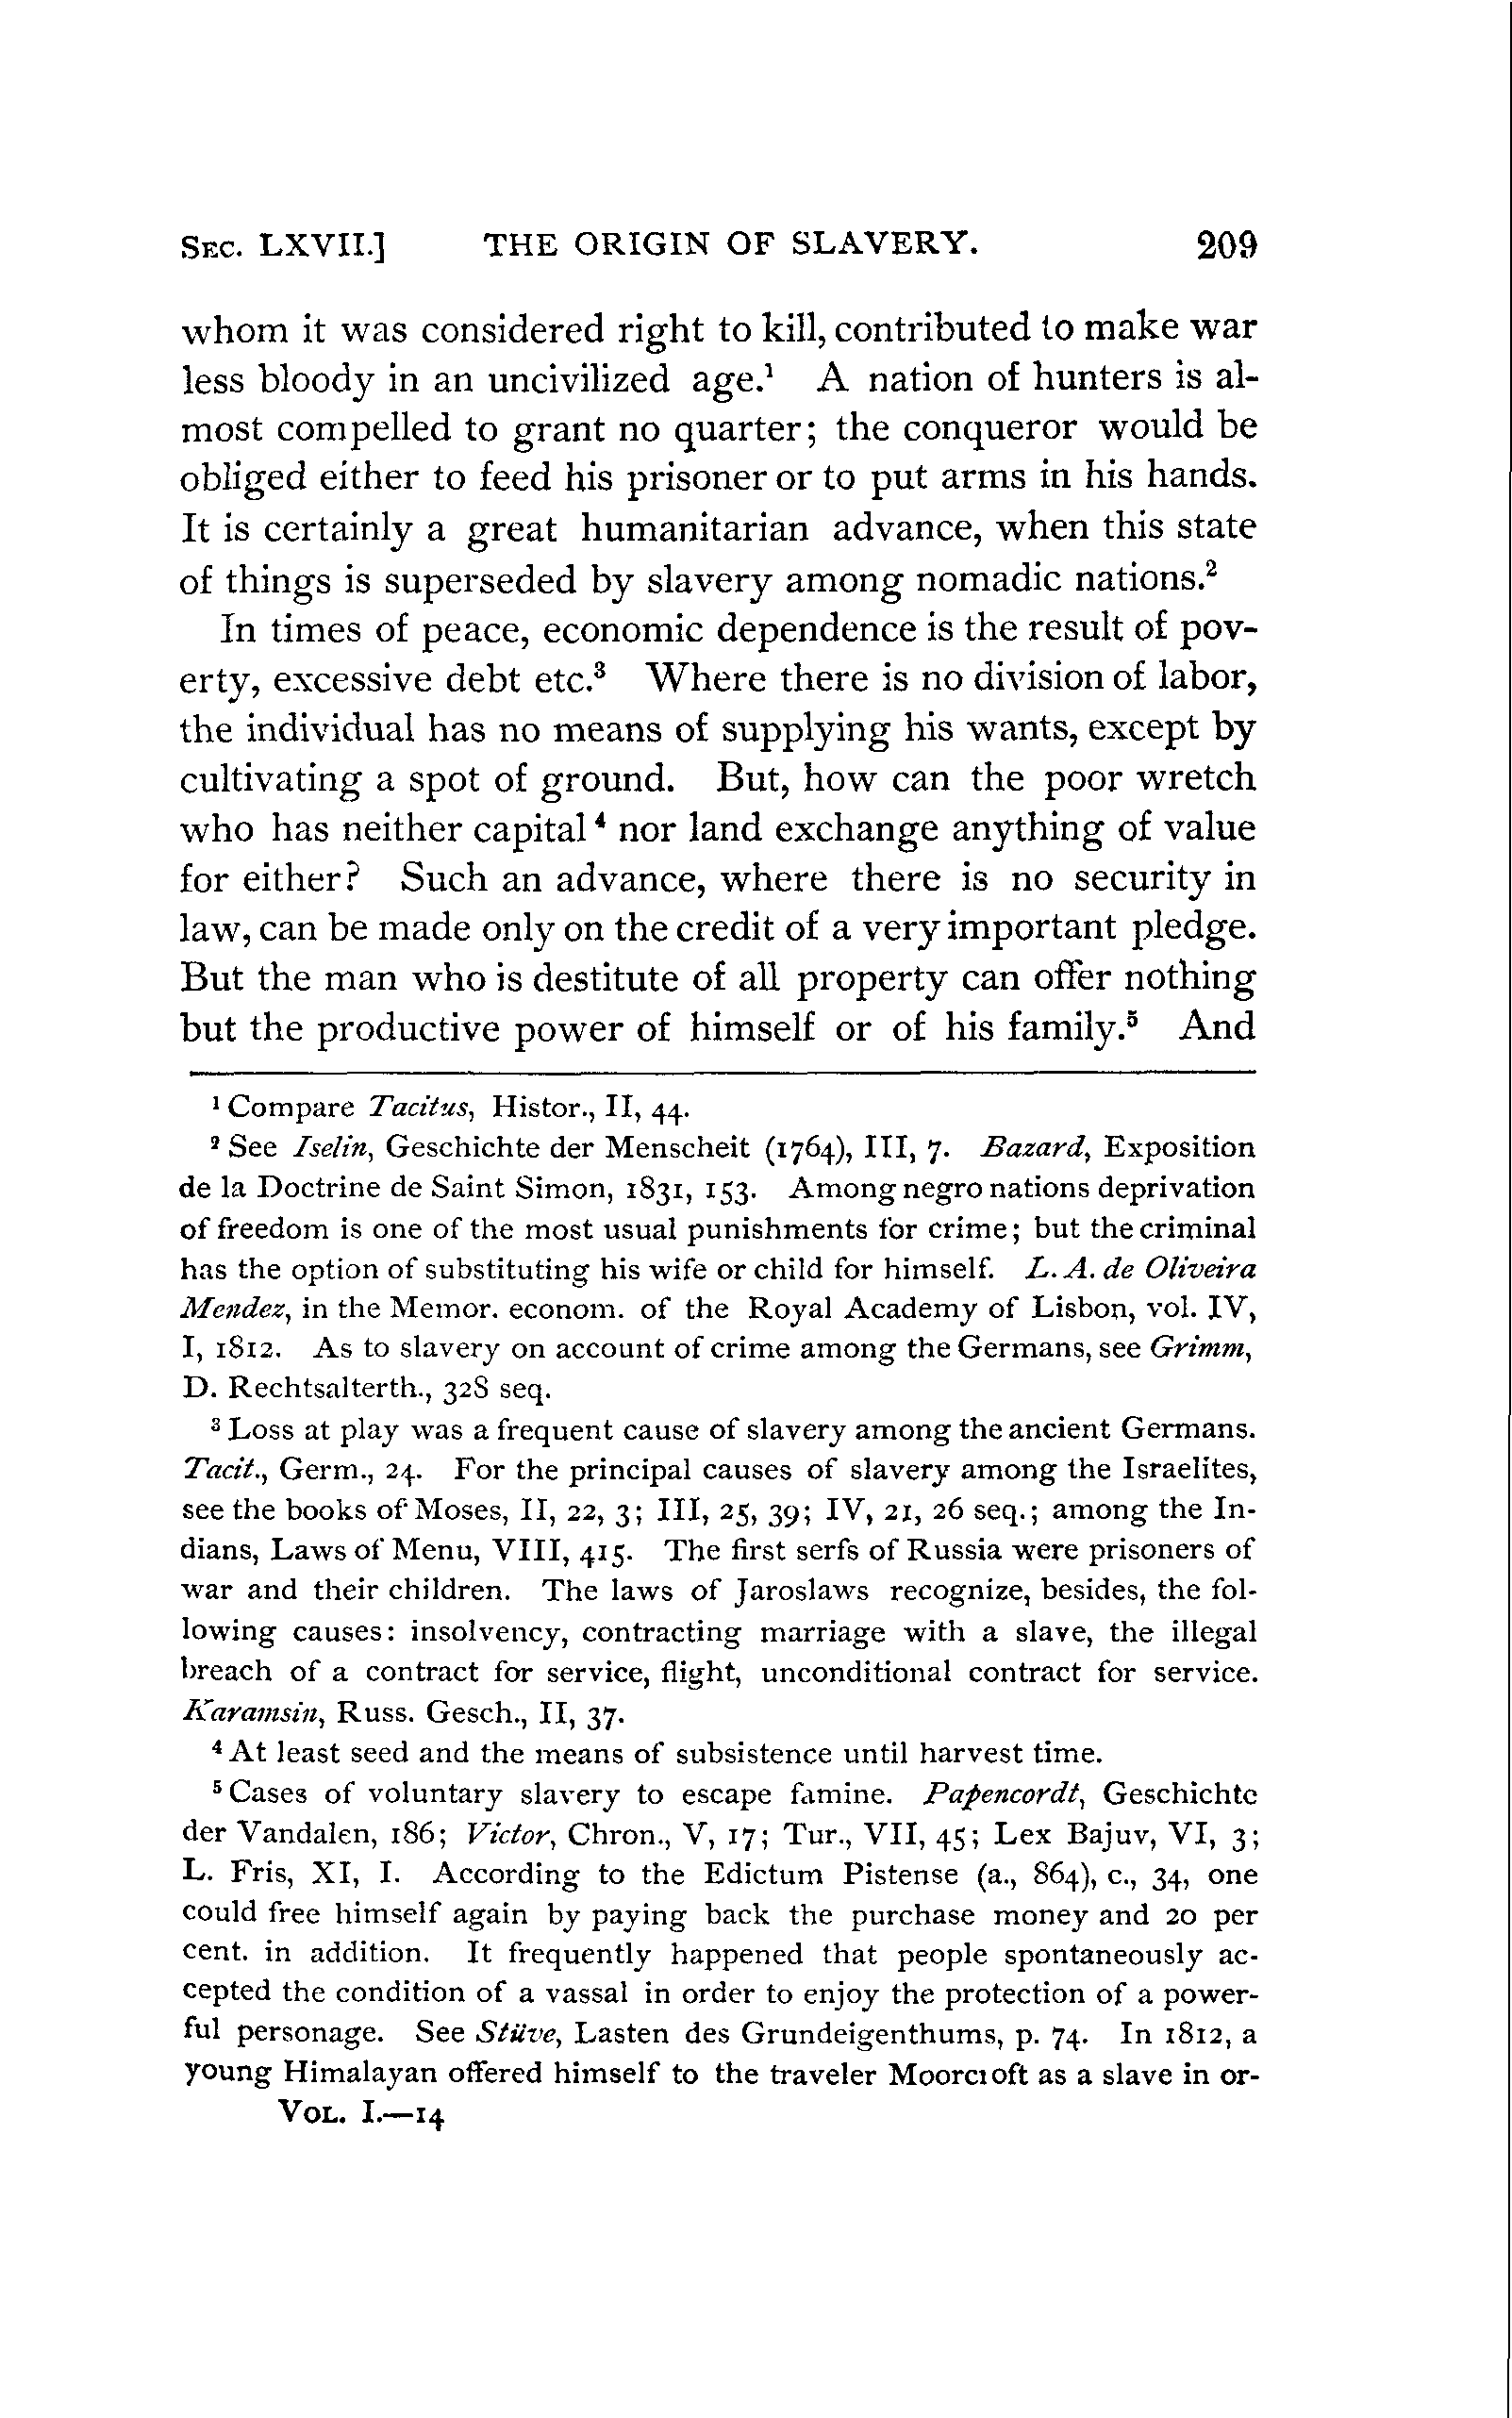 SEC. LXVII.] THE ORIGIN OF SLAVERY. 209
whom it was considered right to kill, contributed to make war
less bloody in an uncivilized age.¹ A nation of hunters is al-
most compelled to grant no quarter; the conqueror would be
obliged either to feed his prisoner or to put arms in his hands.
It is certainly a great humanitarian advance, when this state
of things is superseded by slavery among nomadic nations.²
In times of peace, economic dependence is the result of pov-
erty, excessive debt etc.³ Where there is no division of labor,
the individual has no means of supplying his wants, except by
cultivating a spot of ground. But, how can the poor wretch
who has neither capital⁴ nor land exchange anything of value
for either? Such an advance, where there is no security in
law, can be made only on the credit of a very important pledge.
But the man who is destitute of all property can offer nothing
but the productive power of himself or of his family.⁵ And
¹ Compare Tacitus, Histor., II, 44.
² See Iselin, Geschichte der Menscheit (1764), III, 7. Bazard, Exposition
de la Doctrine de Saint Simon, 1831, 153. Among negro nations deprivation
of freedom is one of the most usual punishments for crime; but the criminal
has the option of substituting his wife or child for himself. L. A. de Oliveira
Mendez, in the Memor. econom. of the Royal Academy of Lisbon, vol. IV,
I, 1812. As to slavery on account of crime among the Germans, see Grimm,
D. Rechtsalterth., 328 seq.
³ Loss at play was a frequent cause of slavery among the ancient Germans.
Tacit., Germ., 24. For the principal causes of slavery among the Israelites,
see the books of Moses, II, 22, 3; III, 25, 39; IV, 21, 26 seq.; among the In-
dians, Laws of Menu, VIII, 415. The first serfs of Russia were prisoners of
war and their children. The laws of Jaroslaws recognize, besides, the fol-
lowing causes: insolvency, contracting marriage with a slave, the illegal
breach of a contract for service, flight, unconditional contract for service.
Karamsin, Russ. Gesch., II, 37.
⁴ At least seed and the means of subsistence until harvest time.
⁵ Cases of voluntary slavery to escape famine. Papencordt, Geschichte
der Vandalen, 186; Victor, Chron., V, 17; Tur., VII, 45; Lex Bajuv, VI, 3;
L. Fris, XI, I. According to the Edictum Pistense (a., 864), c., 34, one
could free himself again by paying back the purchase money and 20 per
cent. in addition. It frequently happened that people spontaneously ac-
cepted the condition of a vassal in order to enjoy the protection of a power-
ful personage. See Stüve, Lasten des Grundeigenthums, p. 74. In 1812, a
young Himalayan offered himself to the traveler Moorcroft as a slave in or-
VOL. I.—14